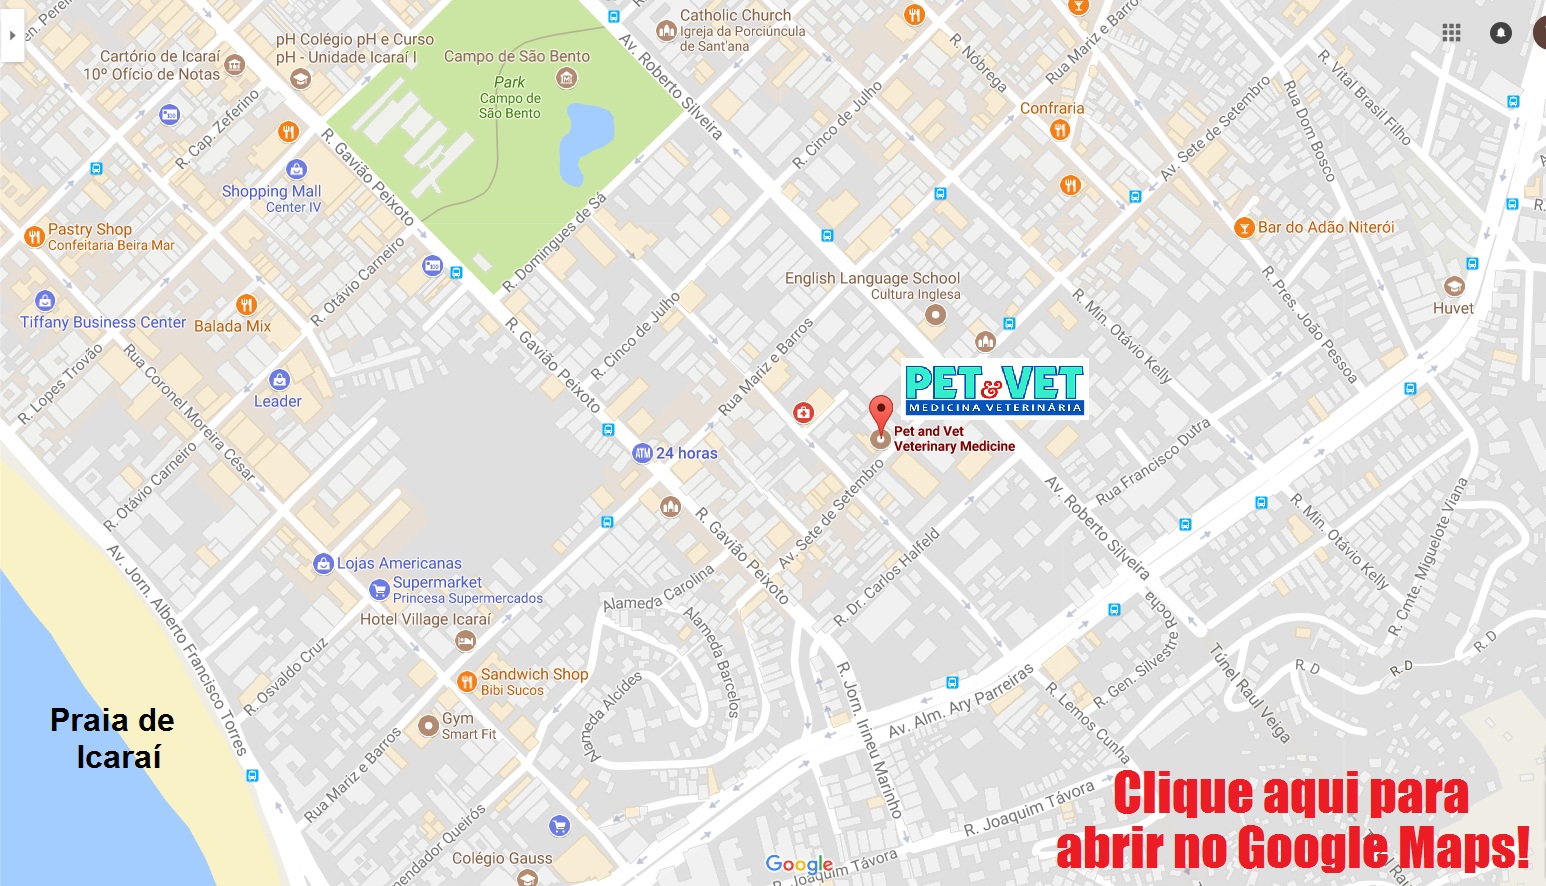 Pereira
Cartório de Icaraí
10º Ofício de Notas
pH Colégio pH e Curso
pH - Unidade Icaraí I
Campo de São Bento
Park
Campo de
São Bento
Catholic Church
Igreja da Porciúncula
de Sant'ana
Av. Roberto Silveira
R. Nóbrega
Rua Mariz e Barros
R. Vital Brasil Filho
R. Cap. Zeferino
R. Gavião Peixoto
R. Cinco de Julho
Confraria
Av. Sete de Setembro
Rua Dom Bosco
Shopping Mall
Center IV
Pastry Shop
Confeitaria Beira Mar
R. Domingues de Sá
R. Otávio Carneiro
Bar do Adão Niterói
English Language School
Cultura Inglesa
R. Min. Otávio Kelly
R. Pres. João Pessoa
Huvet
Tiffany Business Center
Balada Mix
R. Lopes Trovão
Rua Coronel Moreira César
R. Gavião Peixoto
R. Cinco de Julho
Rua Mariz e Barros
Leader
PET&VET
MEDICINA VETERINÁRIA
Pet and Vet
Veterinary Medicine
ATM
24 horas
R. Otávio Carneiro
Rua Francisco Dutra
Av. Roberto Silveira
R. Min. Otávio Kelly
R. Cmte. Miguelote Viana
R. Gavião Peixoto
Av. Sete de Setembro
R. Dr. Carlos Halfeld
Av. Jorn. Alberto Francisco Torres
Lojas Americanas
Supermarket
Princesa Supermercados
Hotel Village Icaraí
Alameda Carolina
Alameda Barcelos
Alameda Alcides
R. Osvaldo Cruz
Sandwich Shop
Bibi Sucos
Gym
Smart Fit
R. Jorn. Irineu Marinho
Av. Alm. Ary Parreiras
R. Gen. Silvestre Rocha
R. Lemos Cunha
Túnel Raul Veiga
R. D
R. D
R. D
Praia de
Icaraí
Rua Mariz e Barros
Colégio Gauss
R. Joaquim Távora
R. Joaquim Távora
Google
Clique aqui para
abrir no Google Maps!